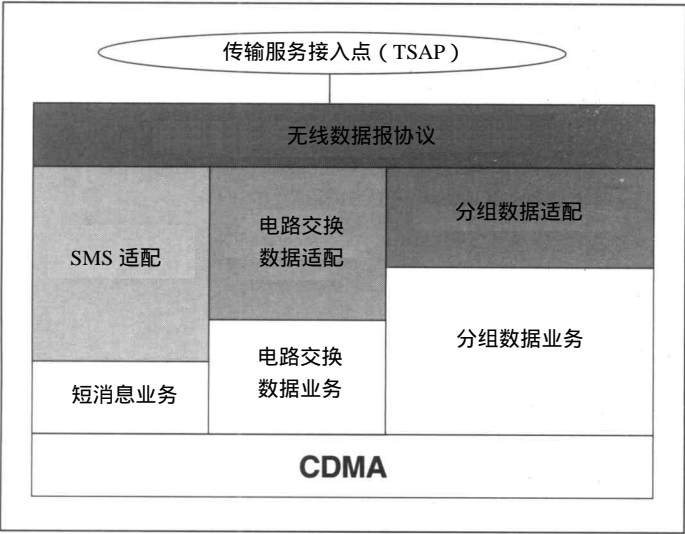 传输服务接入点（TSAP）
无线数据报协议
SMS 适配
电路交换
数据适配
分组数据适配
短消息业务
电路交换
数据业务
分组数据业务
CDMA